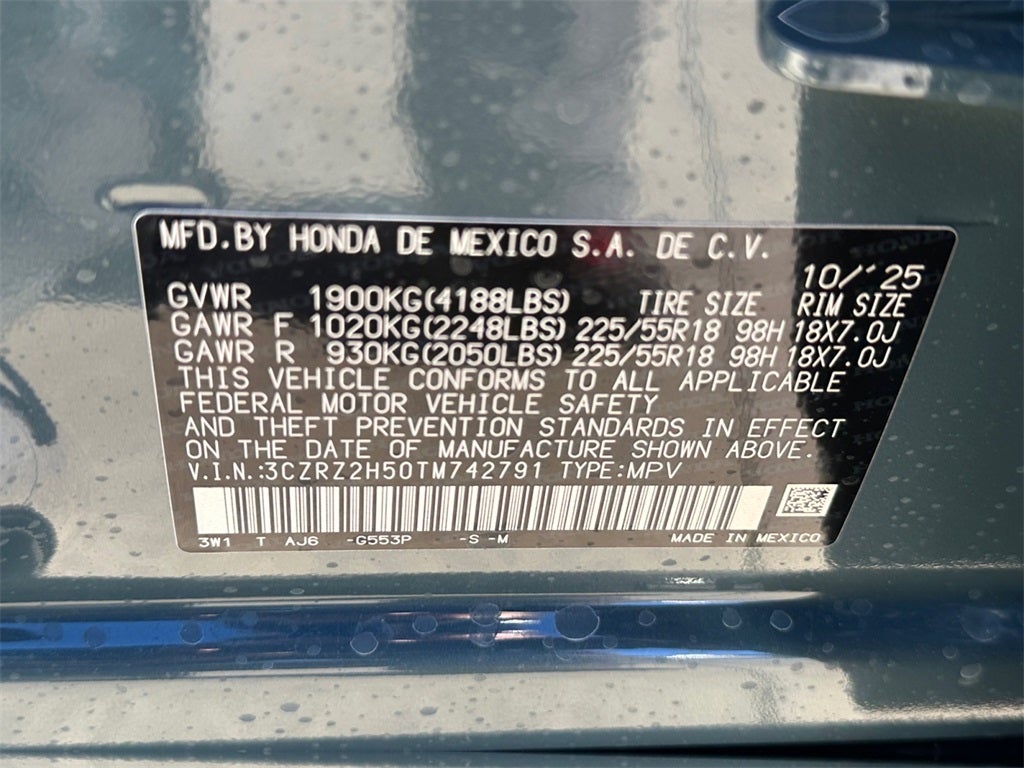 MFD.BY HONDA DE MEXICO S.A. DE C.V.
10/'25
GVWR 1900KG(4188LBS) TIRE SIZE RIM SIZE
GAWR F 1020KG(2248LBS) 225/55R18 98H 18X7.0J
GAWR R 930KG(2050LBS) 225/55R18 98H 18X7.0J
THIS VEHICLE CONFORMS TO ALL APPLICABLE
FEDERAL MOTOR VEHICLE SAFETY
AND THEFT PREVENTION STANDARDS IN EFFECT
ON THE DATE OF MANUFACTURE SHOWN ABOVE.
V.I.N.:3CZRZ2H50TM742791 TYPE:MPV
3W1 T AJ6 -G553P -S -M MADE IN MEXICO